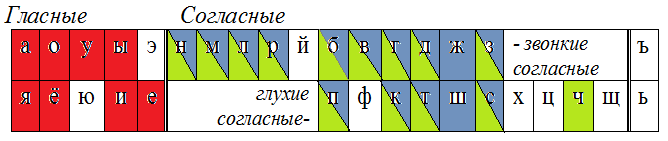 Гласные Согласные
а о у ы э н м л р й б в г д ж з - звонкие согласные ъ
я ё ю и е глухие согласные- п ф к т ш с х ц ч щ ь